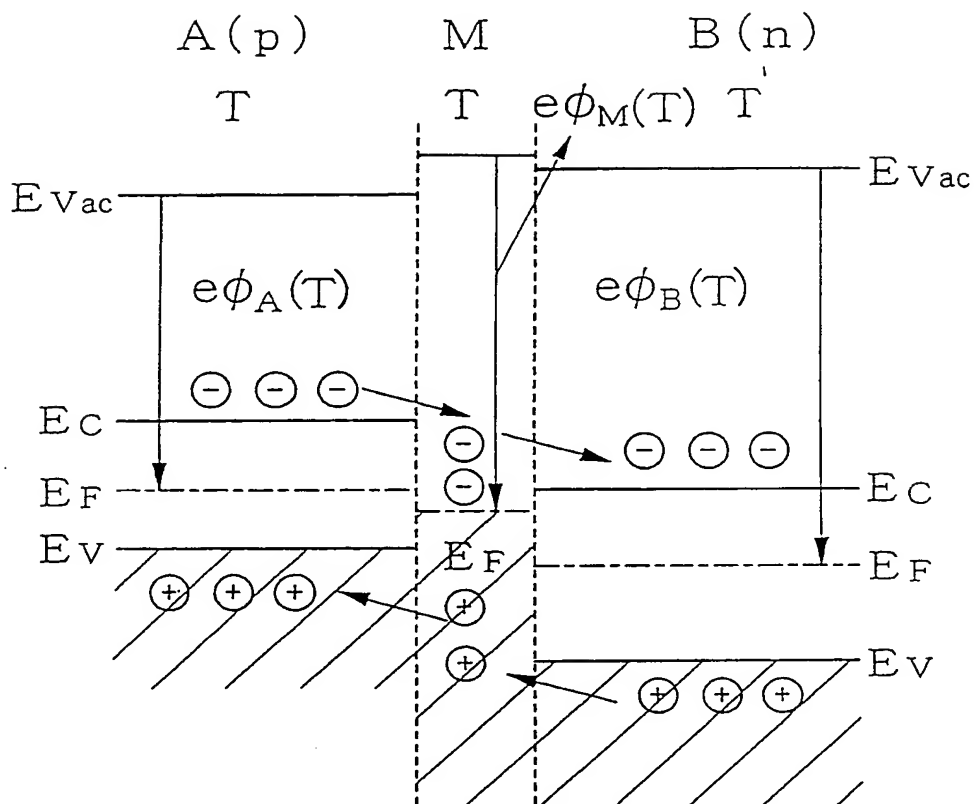 A(p) M B(n)
T T T'
eϕM(T)
Evac Evac
eϕA(T) eϕB(T)
− − −
EC −
− − −
EF − EC
EV EF EF
+ + + +
+ EV
+ + +